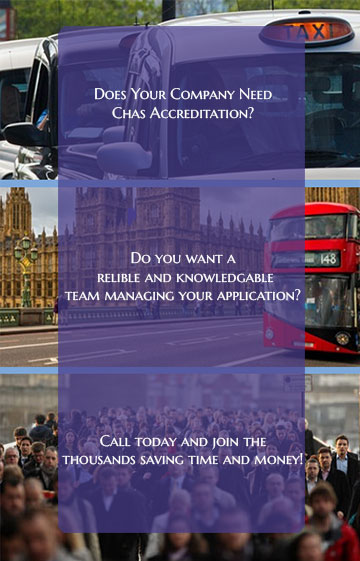 TAXI
Does Your Company Need
Chas Accreditation?
Do you want a
relible and knowledgable
team managing your application?
148
Call today and join the
thousands saving time and money!